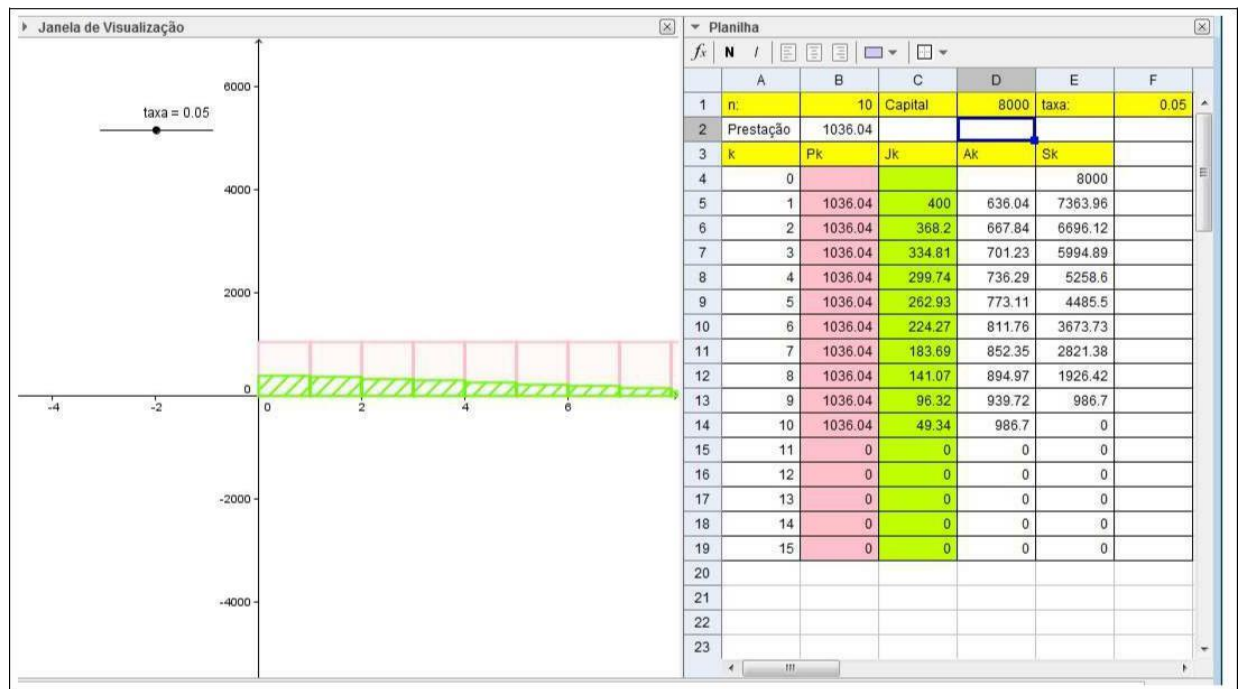 Janela de Visualização
6000
taxa = 0.05
4000
2000
0
-4 -2 0 2 4 6
-2000
-4000
Planilha
fx N I
A B C D E F
1 n: 10 Capital 8000 taxa: 0.05
2 Prestação 1036.04
3 k Pk Jk Ak Sk
4 0 8000
5 1 1036.04 400 636.04 7363.96
6 2 1036.04 368.2 667.84 6696.12
7 3 1036.04 334.81 701.23 5994.89
8 4 1036.04 299.74 736.29 5258.6
9 5 1036.04 262.93 773.11 4485.5
10 6 1036.04 224.27 811.76 3673.73
11 7 1036.04 183.69 852.35 2821.38
12 8 1036.04 141.07 894.97 1926.42
13 9 1036.04 96.32 939.72 986.7
14 10 1036.04 49.34 986.7 0
15 11 0 0 0 0
16 12 0 0 0 0
17 13 0 0 0 0
18 14 0 0 0 0
19 15 0 0 0 0
20
21
22
23